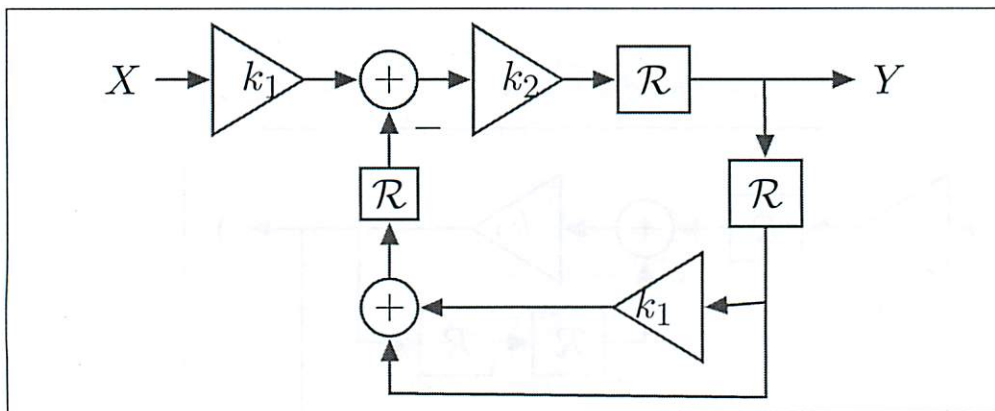 X k₁ + k₂ ℛ Y
−
ℛ ℛ
+ k₁